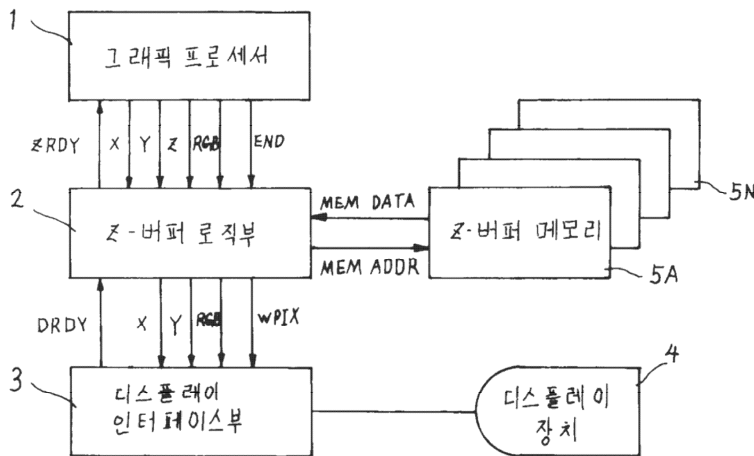 1
그래픽 프로세서
ZRDY X Y Z RGB END
2
Z-버퍼 로직부
MEM DATA
MEM ADDR
Z-버퍼 메모리
5N
5A
DRDY X Y RGB WPIX
3
디스플레이
인터페이스부
4
디스플레이
장치